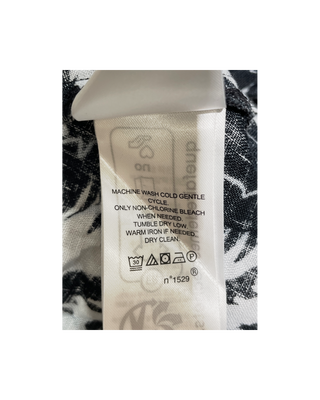 MACHINE WASH COLD GENTLE
CYCLE.
ONLY NON-CHLORINE BLEACH
WHEN NEEDED.
TUMBLE DRY LOW.
WARM IRON IF NEEDED.
DRY CLEAN.
30 P
n°1529 ®